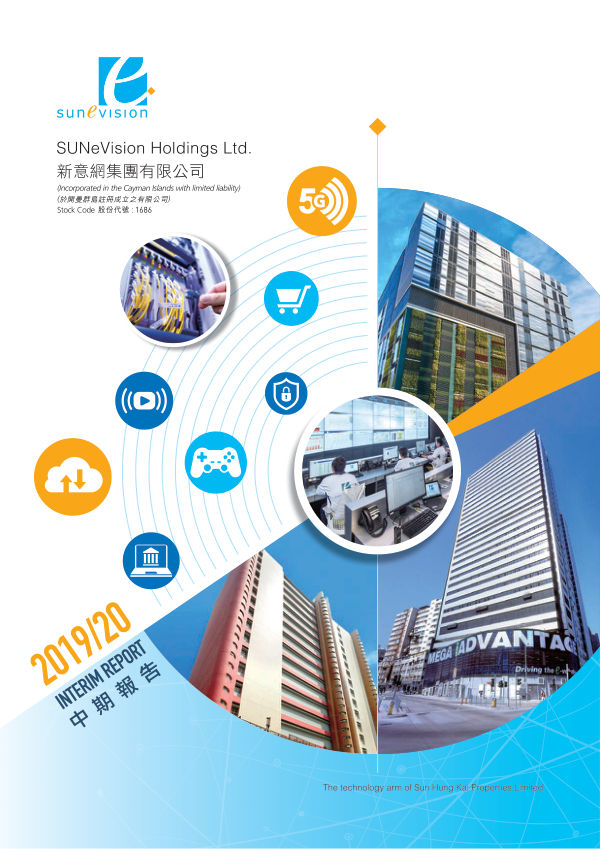 sunevision
SUNeVision Holdings Ltd.
新意網集團有限公司
(Incorporated in the Cayman Islands with limited liability)
(於開曼群島註冊成立之有限公司)
Stock Code 股份代號 : 1686
5G
MEGA ADVANTAG
Driving the e-w
2019/20
INTERIM REPORT
中期報告
The technology arm of Sun Hung Kai Properties Limited